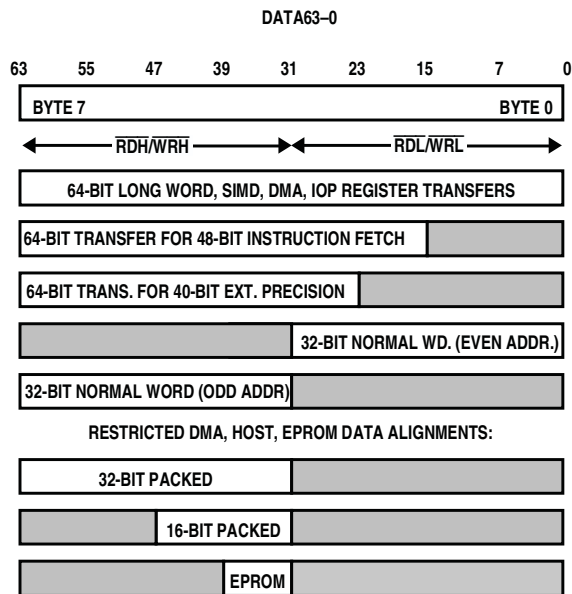 DATA63–0
63 55 47 39 31 23 15 7 0
BYTE 7 BYTE 0
RDH/WRH RDL/WRL
64-BIT LONG WORD, SIMD, DMA, IOP REGISTER TRANSFERS
64-BIT TRANSFER FOR 48-BIT INSTRUCTION FETCH
64-BIT TRANS. FOR 40-BIT EXT. PRECISION
32-BIT NORMAL WD. (EVEN ADDR.)
32-BIT NORMAL WORD (ODD ADDR)
RESTRICTED DMA, HOST, EPROM DATA ALIGNMENTS:
32-BIT PACKED
16-BIT PACKED
EPROM